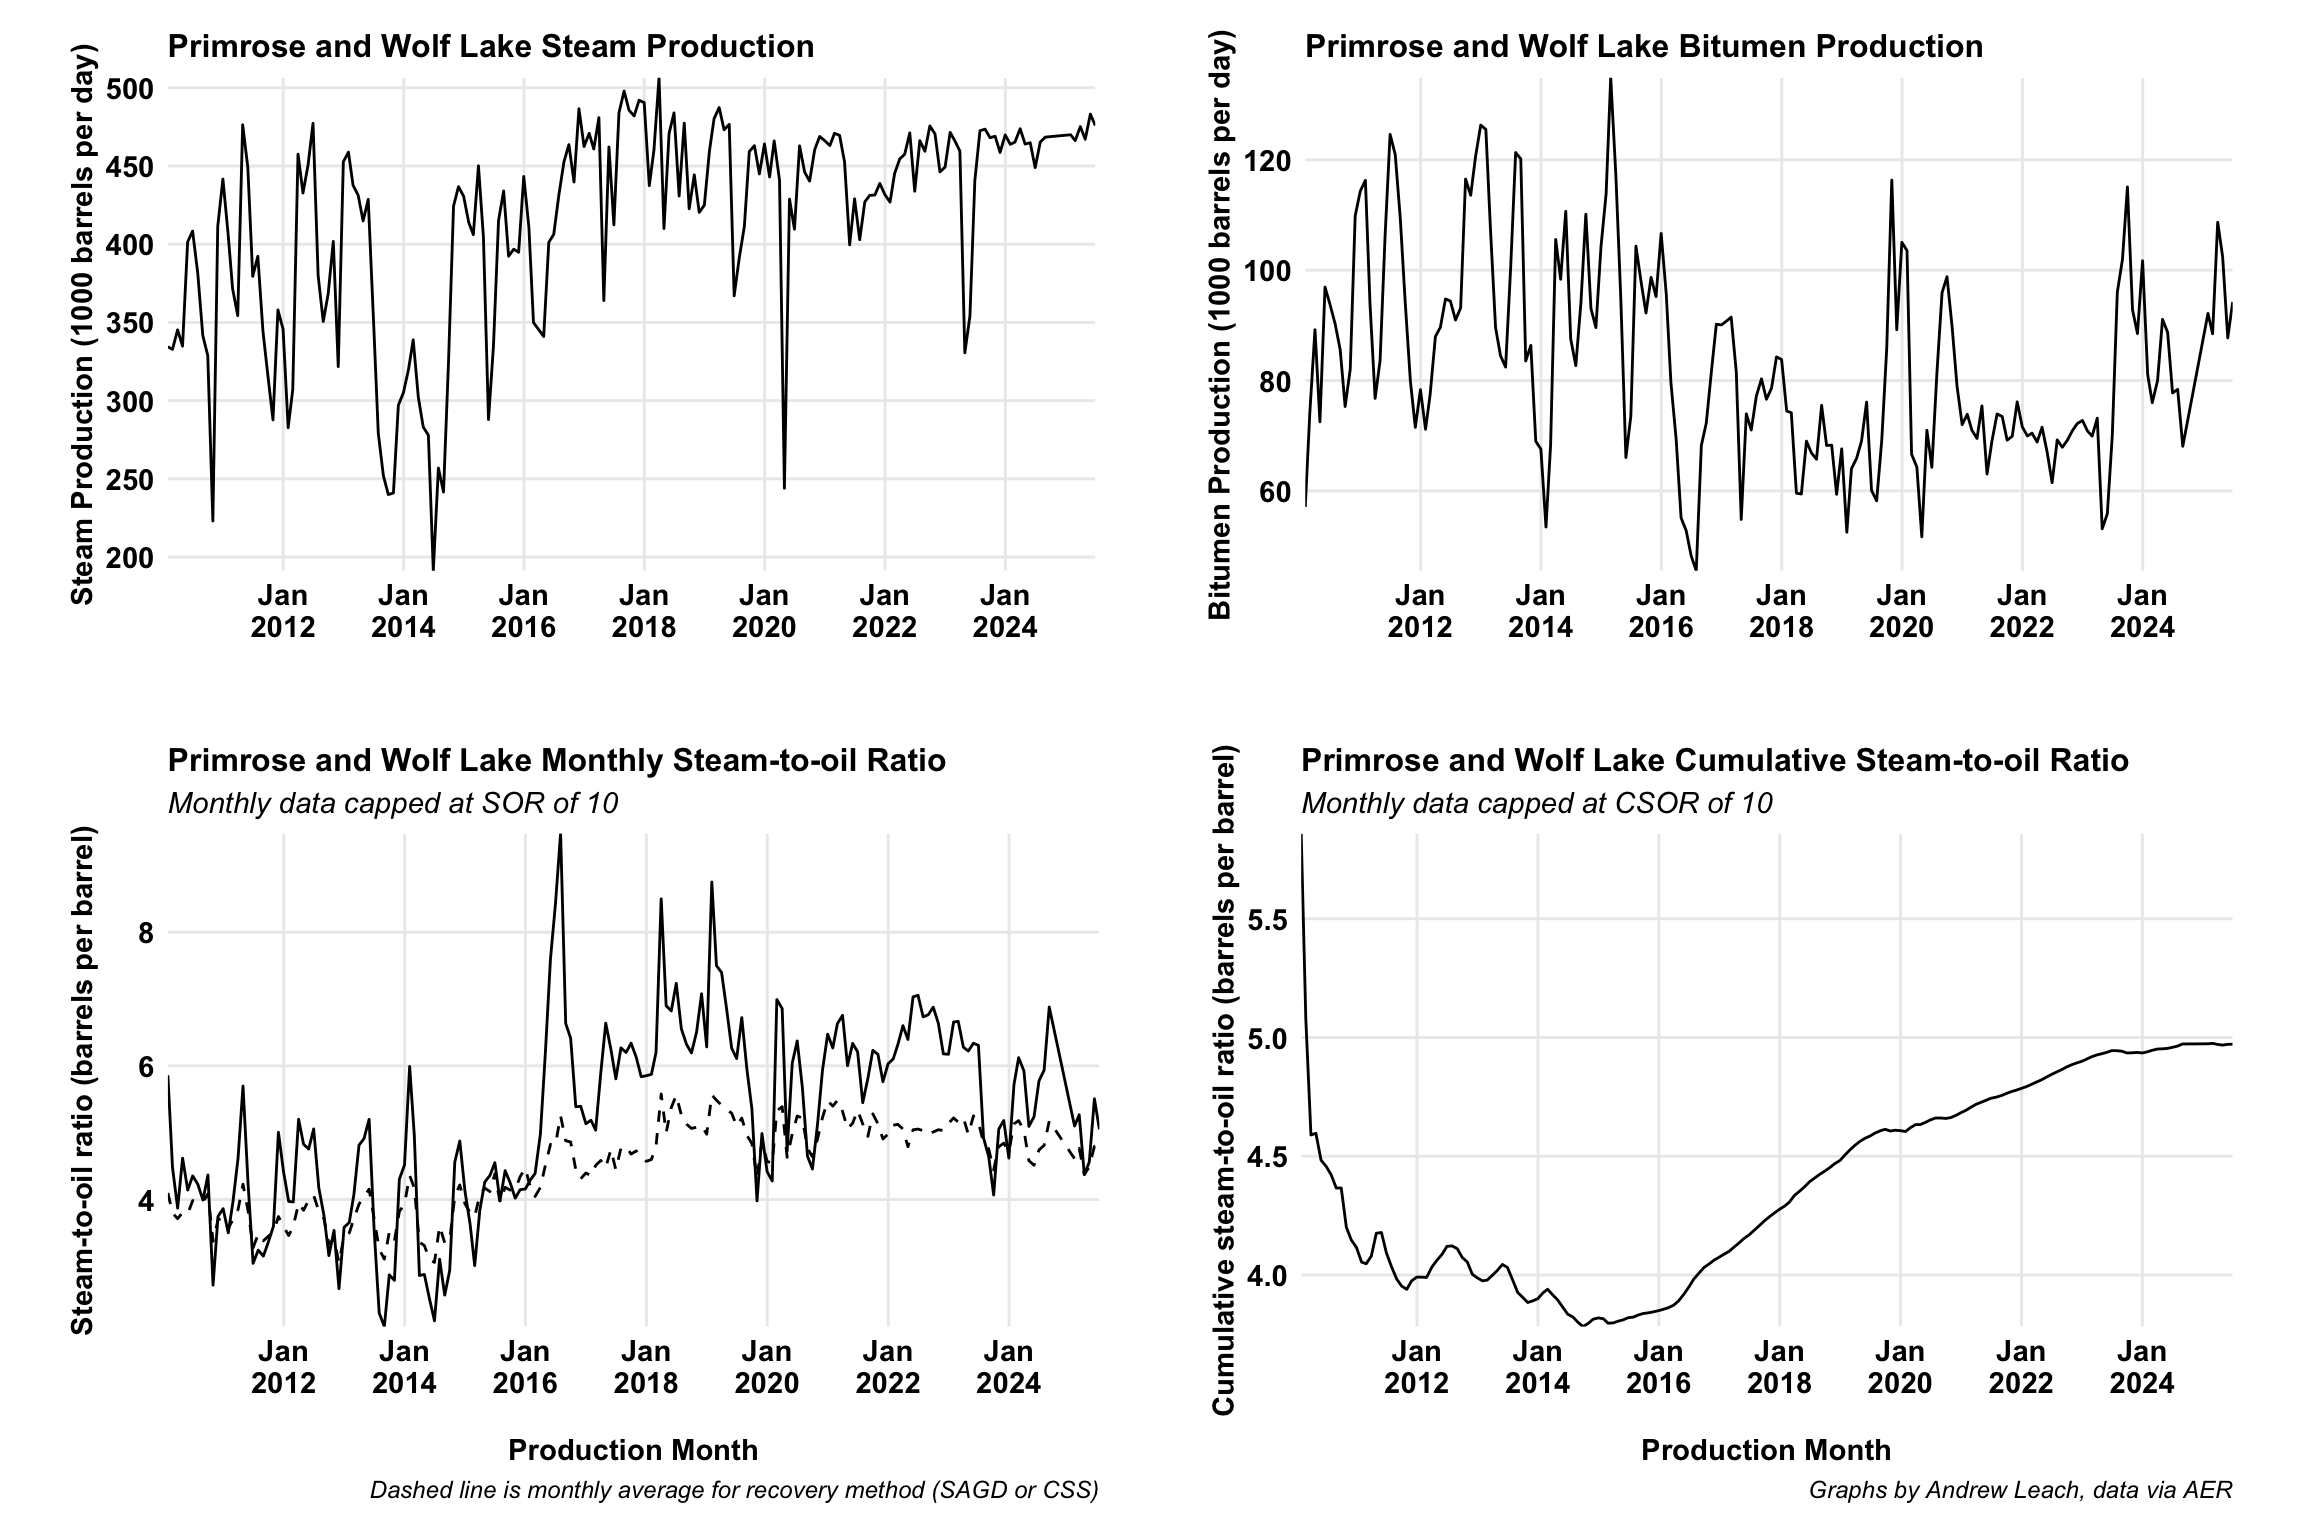 Primrose and Wolf Lake Steam Production
Steam Production (1000 barrels per day)
500
450
400
350
300
250
200
Jan Jan Jan Jan Jan Jan Jan
2012 2014 2016 2018 2020 2022 2024
Primrose and Wolf Lake Bitumen Production
Bitumen Production (1000 barrels per day)
120
100
80
60
Jan Jan Jan Jan Jan Jan Jan
2012 2014 2016 2018 2020 2022 2024
Primrose and Wolf Lake Monthly Steam-to-oil Ratio
Monthly data capped at SOR of 10
Steam-to-oil ratio (barrels per barrel)
8
6
4
Jan Jan Jan Jan Jan Jan Jan
2012 2014 2016 2018 2020 2022 2024
Production Month
Dashed line is monthly average for recovery method (SAGD or CSS)
Primrose and Wolf Lake Cumulative Steam-to-oil Ratio
Monthly data capped at CSOR of 10
Cumulative steam-to-oil ratio (barrels per barrel)
5.5
5.0
4.5
4.0
Jan Jan Jan Jan Jan Jan Jan
2012 2014 2016 2018 2020 2022 2024
Production Month
Graphs by Andrew Leach, data via AER